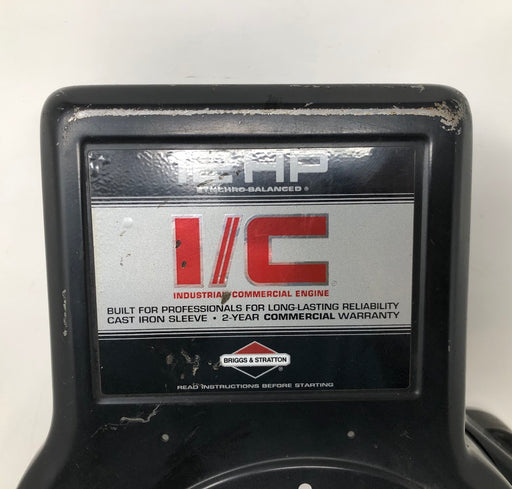 12 HP
SYNCHRO-BALANCED®
I/C
INDUSTRIAL/COMMERCIAL ENGINE
BUILT FOR PROFESSIONALS FOR LONG-LASTING RELIABILITY
CAST IRON SLEEVE • 2-YEAR COMMERCIAL WARRANTY
BRIGGS & STRATTON
®
READ INSTRUCTIONS BEFORE STARTING